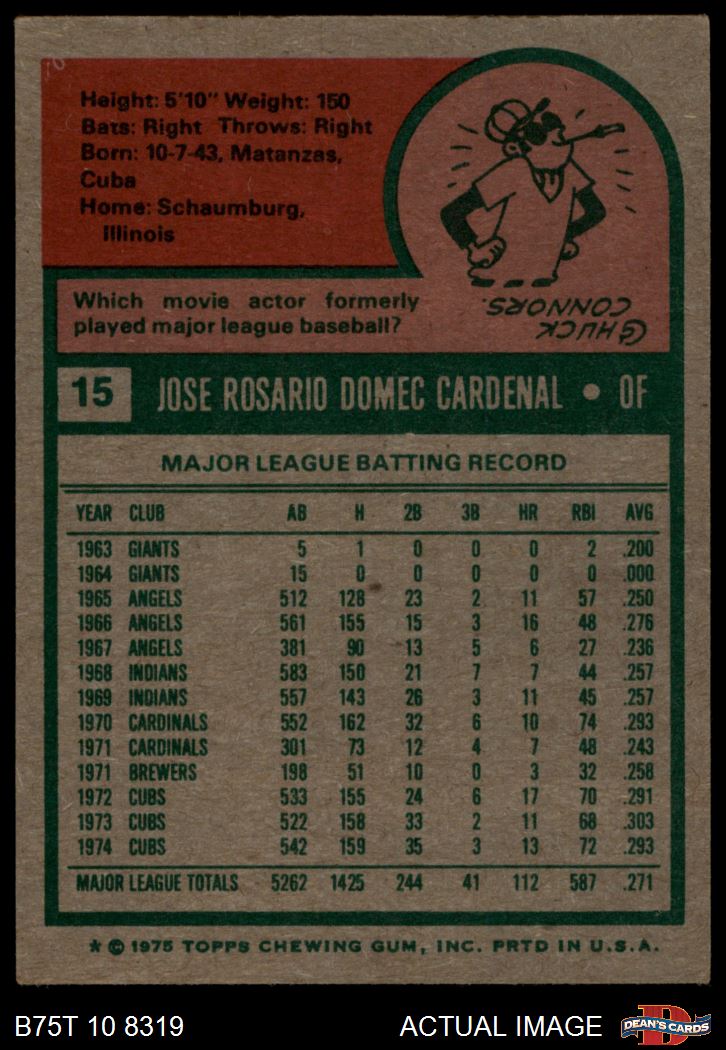 Height: 5'10" Weight: 150
Bats: Right Throws: Right
Born: 10-7-43, Matanzas,
Cuba
Home: Schaumburg,
Illinois
Which movie actor formerly
played major league baseball?
CHUCK
CONNORS.
15 JOSE ROSARIO DOMEC CARDENAL • OF
MAJOR LEAGUE BATTING RECORD
YEAR CLUB AB H 2B 3B HR RBI AVG
1963 GIANTS 5 1 0 0 0 2 .200
1964 GIANTS 15 0 0 0 0 0 .000
1965 ANGELS 512 128 23 2 11 57 .250
1966 ANGELS 561 155 15 3 16 48 .276
1967 ANGELS 381 90 13 5 6 27 .236
1968 INDIANS 583 150 21 7 7 44 .257
1969 INDIANS 557 143 26 3 11 45 .257
1970 CARDINALS 552 162 32 6 10 74 .293
1971 CARDINALS 301 73 12 4 7 48 .243
1971 BREWERS 198 51 10 0 3 32 .258
1972 CUBS 533 155 24 6 17 70 .291
1973 CUBS 522 158 33 2 11 68 .303
1974 CUBS 542 159 35 3 13 72 .293
MAJOR LEAGUE TOTALS 5262 1425 244 41 112 587 .271
* © 1975 TOPPS CHEWING GUM, INC. PRTD IN U.S.A.
B75T 10 8319 ACTUAL IMAGE
D
DEAN'S CARDS